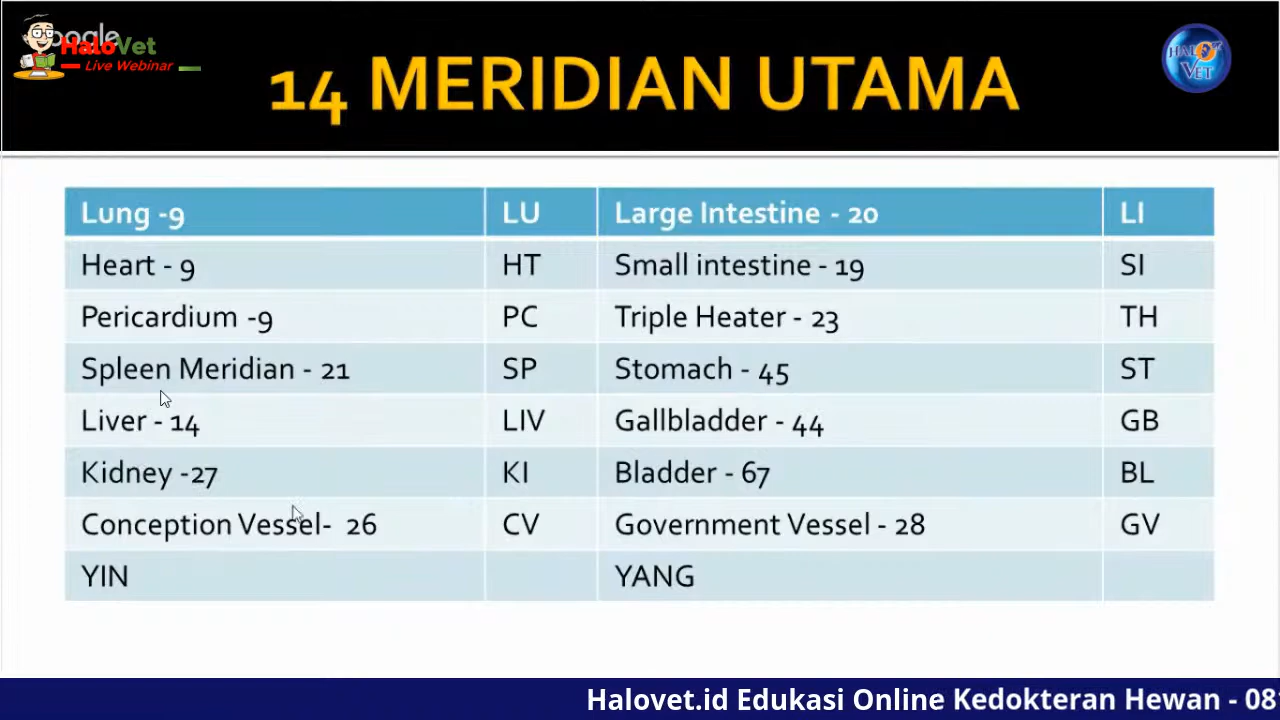 Google
HaloVet
Live Webinar
HALO VET
14 MERIDIAN UTAMA
Lung -9 LU Large Intestine - 20 LI
Heart - 9 HT Small intestine - 19 SI
Pericardium -9 PC Triple Heater - 23 TH
Spleen Meridian - 21 SP Stomach - 45 ST
Liver - 14 LIV Gallbladder - 44 GB
Kidney -27 KI Bladder - 67 BL
Conception Vessel- 26 CV Government Vessel - 28 GV
YIN YANG
Halovet.id Edukasi Online Kedokteran Hewan - 08